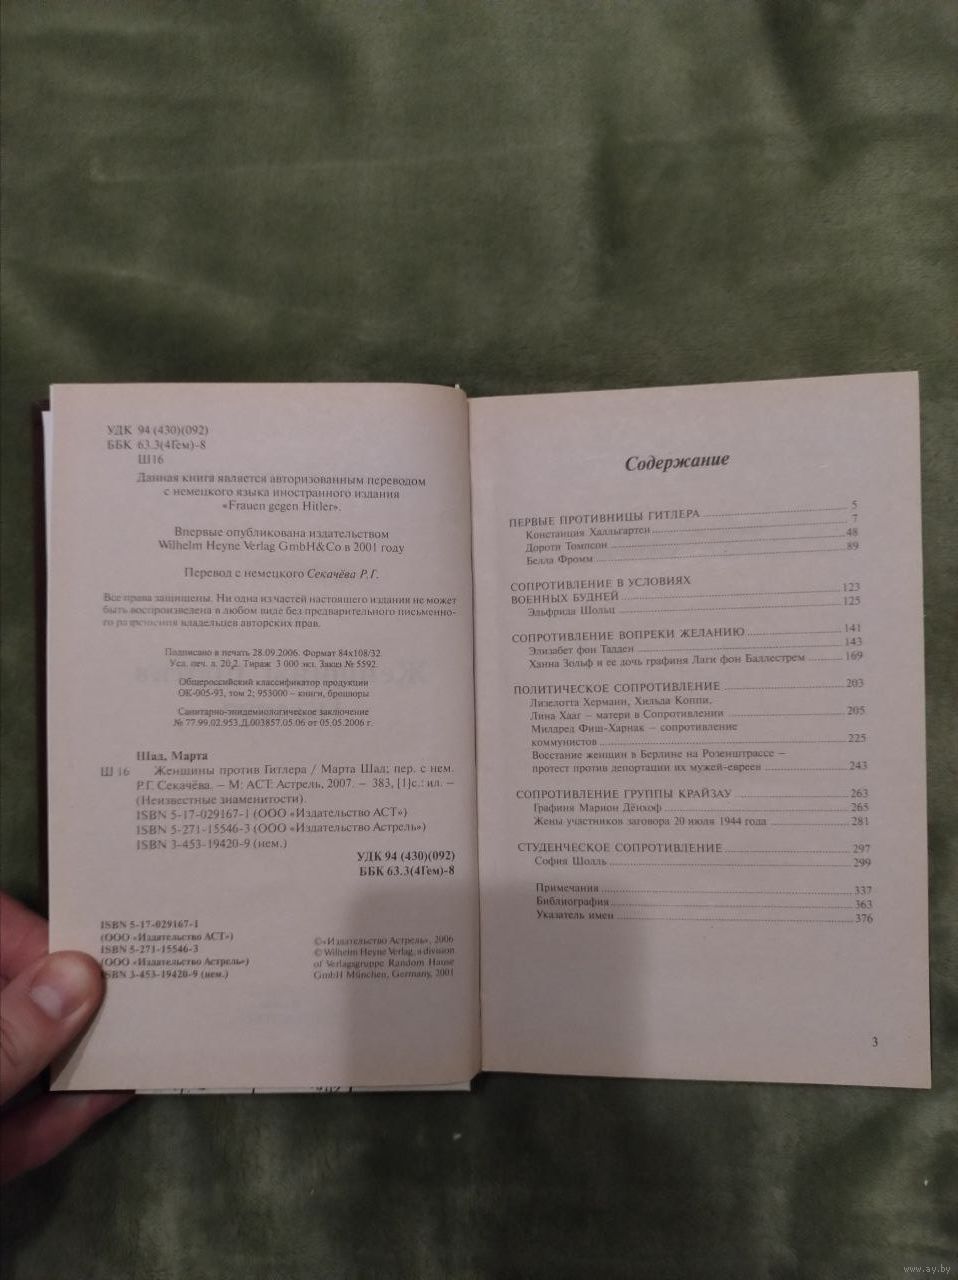 УДК 94 (430)(092)
ББК 63.3(4Гем)-8
Ш16
Данная книга является авторизованным переводом
с немецкого языка иностранного издания
«Frauen gegen Hitler».
Впервые опубликована издательством
Wilhelm Heyne Verlag GmbH&Co в 2001 году
Перевод с немецкого Секачёва Р.Г.
Все права защищены. Ни одна из частей настоящего издания не может
быть воспроизведена в любом виде без предварительного письменно-
го разрешения владельцев авторских прав.
Подписано в печать 28.09.2006. Формат 84х108/32.
Усл. печ. л. 20,2. Тираж 3 000 экз. Заказ № 5592.
Общероссийский классификатор продукции
ОК-005-93, том 2; 953000 – книги, брошюры
Санитарно-эпидемиологическое заключение
№ 77.99.02.953.Д.003857.05.06 от 05.05.2006 г.
Шад, Марта
Ш 16 Женщины против Гитлера / Марта Шад; пер. с нем.
Р.Г. Секачёва. – М: АСТ: Астрель, 2007. – 383, [1]с.: ил. –
(Неизвестные знаменитости).
ISBN 5-17-029167-1 (ООО «Издательство АСТ»)
ISBN 5-271-15546-3 (ООО «Издательство Астрель»)
ISBN 3-453-19420-9 (нем.)
УДК 94 (430)(092)
ББК 63.3(4Гем)-8
ISBN 5-17-029167-1
(ООО «Издательство АСТ»)
ISBN 5-271-15546-3
(ООО «Издательство Астрель»)
ISBN 3-453-19420-9 (нем.)
©«Издательство Астрель», 2006
© Wilhelm Heyne Verlag, a division
of Verlagsgruppe Random House
GmbH München, Germany, 2001
Содержание
ПЕРВЫЕ ПРОТИВНИЦЫ ГИТЛЕРА 5
Констанция Халльгартен 7
Дороти Томпсон 48
Белла Фромм 89
СОПРОТИВЛЕНИЕ В УСЛОВИЯХ
ВОЕННЫХ БУДНЕЙ 123
Эльфрида Шольц 125
СОПРОТИВЛЕНИЕ ВОПРЕКИ ЖЕЛАНИЮ 141
Элизабет фон Тадден 143
Ханна Зольф и ее дочь графиня Лаги фон Баллестрем 169
ПОЛИТИЧЕСКОЕ СОПРОТИВЛЕНИЕ 203
Лизелотта Херманн, Хильда Коппи,
Лина Хааг – матери в Сопротивлении 205
Милдред Фиш-Харнак – сопротивление
коммунистов 225
Восстание женщин в Берлине на Розенштрассе –
протест против депортации их мужей-евреев 243
СОПРОТИВЛЕНИЕ ГРУППЫ КРАЙЗАУ 263
Графиня Марион Дёнхоф 265
Жены участников заговора 20 июля 1944 года 281
СТУДЕНЧЕСКОЕ СОПРОТИВЛЕНИЕ 297
София Шолль 299
Примечания 337
Библиография 363
Указатель имен 376
3
www.ay.by